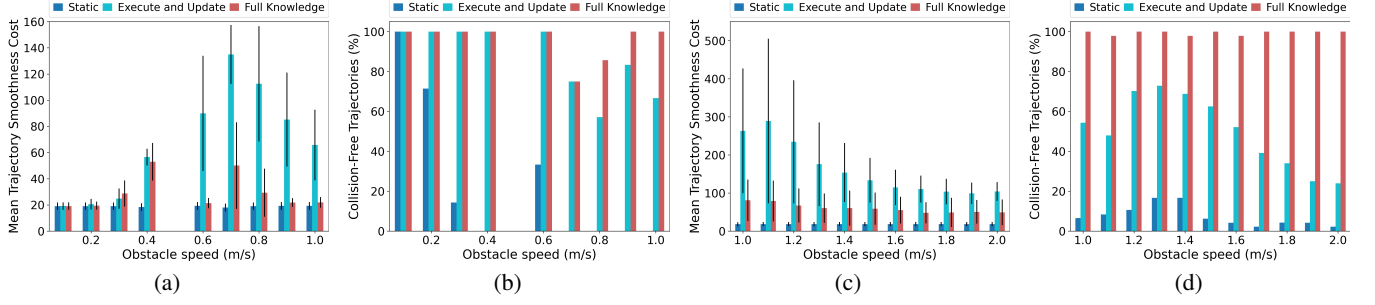 Static Execute and Update Full Knowledge
Mean Trajectory Smoothness Cost
160
140
120
100
80
60
40
20
0
0.2 0.4 0.6 0.8 1.0
Obstacle speed (m/s)
(a)
Static Execute and Update Full Knowledge
Collision-Free Trajectories (%)
100
80
60
40
20
0
0.2 0.4 0.6 0.8 1.0
Obstacle speed (m/s)
(b)
Static Execute and Update Full Knowledge
Mean Trajectory Smoothness Cost
500
400
300
200
100
0
1.0 1.2 1.4 1.6 1.8 2.0
Obstacle speed (m/s)
(c)
Static Execute and Update Full Knowledge
Collision-Free Trajectories (%)
100
80
60
40
20
0
1.0 1.2 1.4 1.6 1.8 2.0
Obstacle speed (m/s)
(d)